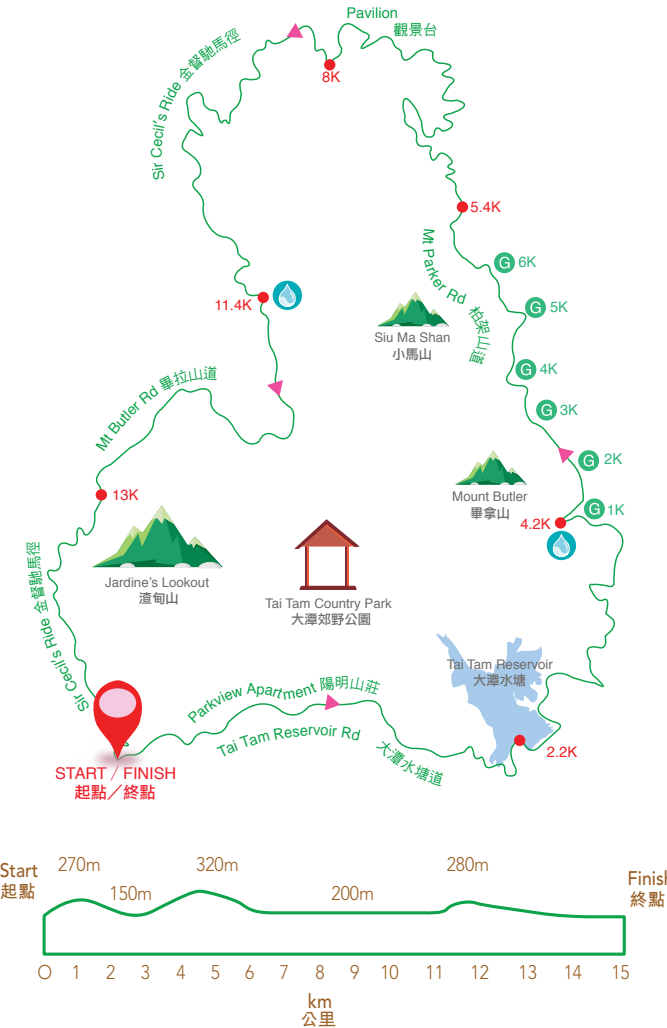 Pavilion
觀景台
Sir Cecil's Ride 金督馳馬徑
8K
5.4K
G 6K
Mt Parker Rd 柏架山道
11.4K
G 5K
Siu Ma Shan
小馬山
G 4K
Mt Butler Rd 畢拉山道
G 3K
G 2K
13K
Mount Butler
畢拿山
G 1K
4.2K
Jardine's Lookout
渣甸山
Tai Tam Country Park
大潭郊野公園
Sir Cecil's Ride 金督馳馬徑
Tai Tam Reservoir
大潭水塘
Parkview Apartment 陽明山莊
Tai Tam Reservoir Rd 大潭水塘道
2.2K
START / FINISH
起點／終點
270m 320m 280m
Start
起點
150m 200m
Finisl
終點
0 1 2 3 4 5 6 7 8 9 10 11 12 13 14 15
km
公里